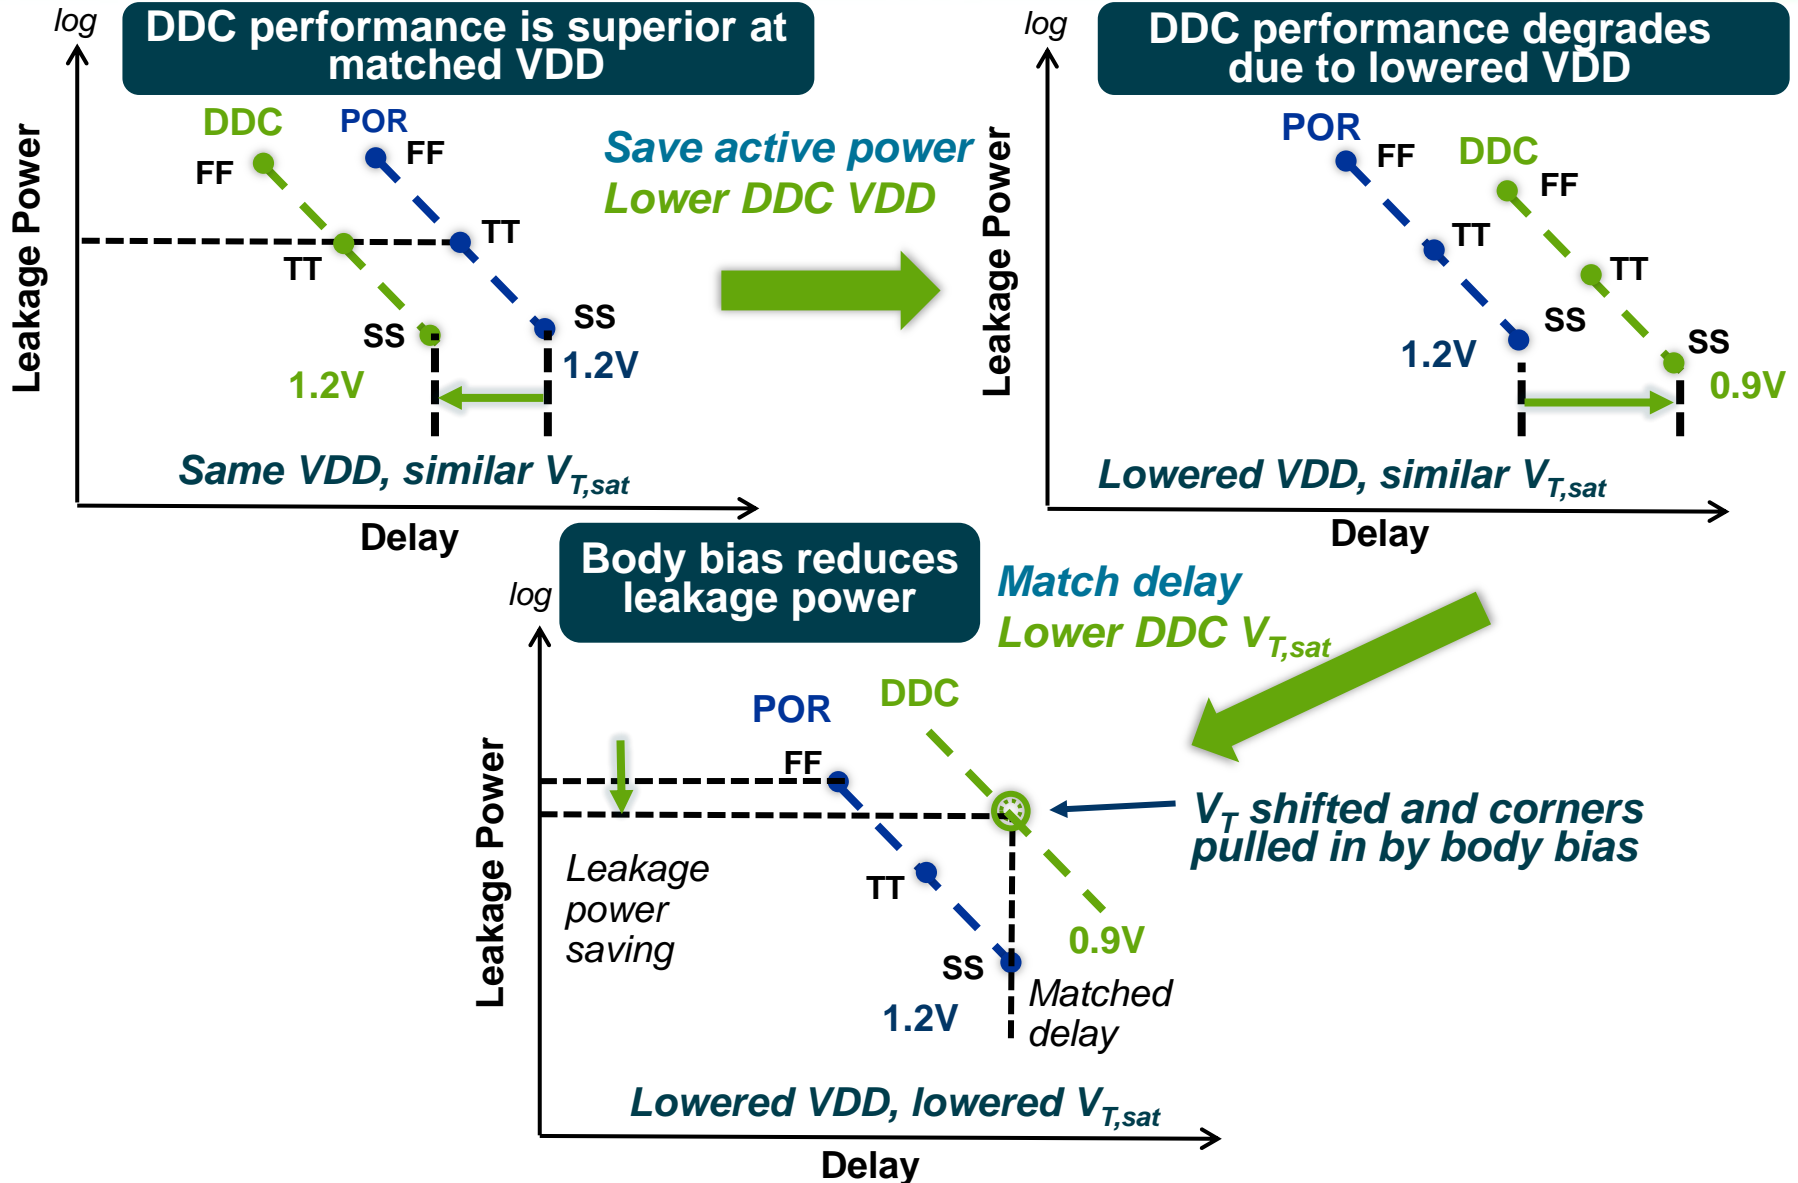 log
DDC performance is superior at
matched VDD
DDC
POR
FF
FF
TT
TT
SS
SS
1.2V
1.2V
Leakage Power
Same VDD, similar VT,sat
Delay
Save active power
Lower DDC VDD
log
DDC performance degrades
due to lowered VDD
POR
DDC
FF
FF
TT
TT
SS
SS
1.2V
0.9V
Leakage Power
Lowered VDD, similar VT,sat
Delay
Match delay
Lower DDC VT,sat
log
Body bias reduces
leakage power
POR
DDC
FF
TT
SS
1.2V
0.9V
VT shifted and corners
pulled in by body bias
Leakage
power
saving
Matched
delay
Leakage Power
Lowered VDD, lowered VT,sat
Delay